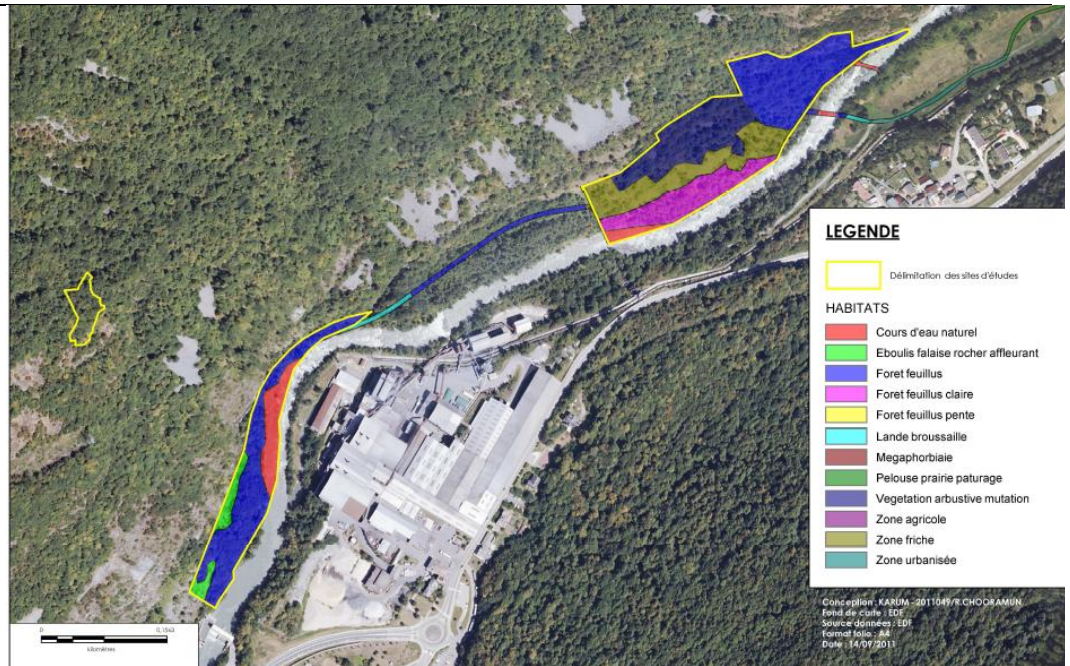 LEGENDE
Délimitation des sites d'études
HABITATS
Cours d'eau naturel
Eboulis falaise rocher affleurant
Foret feuillus
Foret feuillus claire
Foret feuillus pente
Lande broussaille
Megaphorbiaie
Pelouse prairie paturage
Vegetation arbustive mutation
Zone agricole
Zone friche
Zone urbanisée
Conception : KARUM - 2011049/R.CHOORAMUN
Fond de carte : EDF
Source données : EDF
Format folio : A4
Date : 14/09/2011
0 0,1563
kilomètres